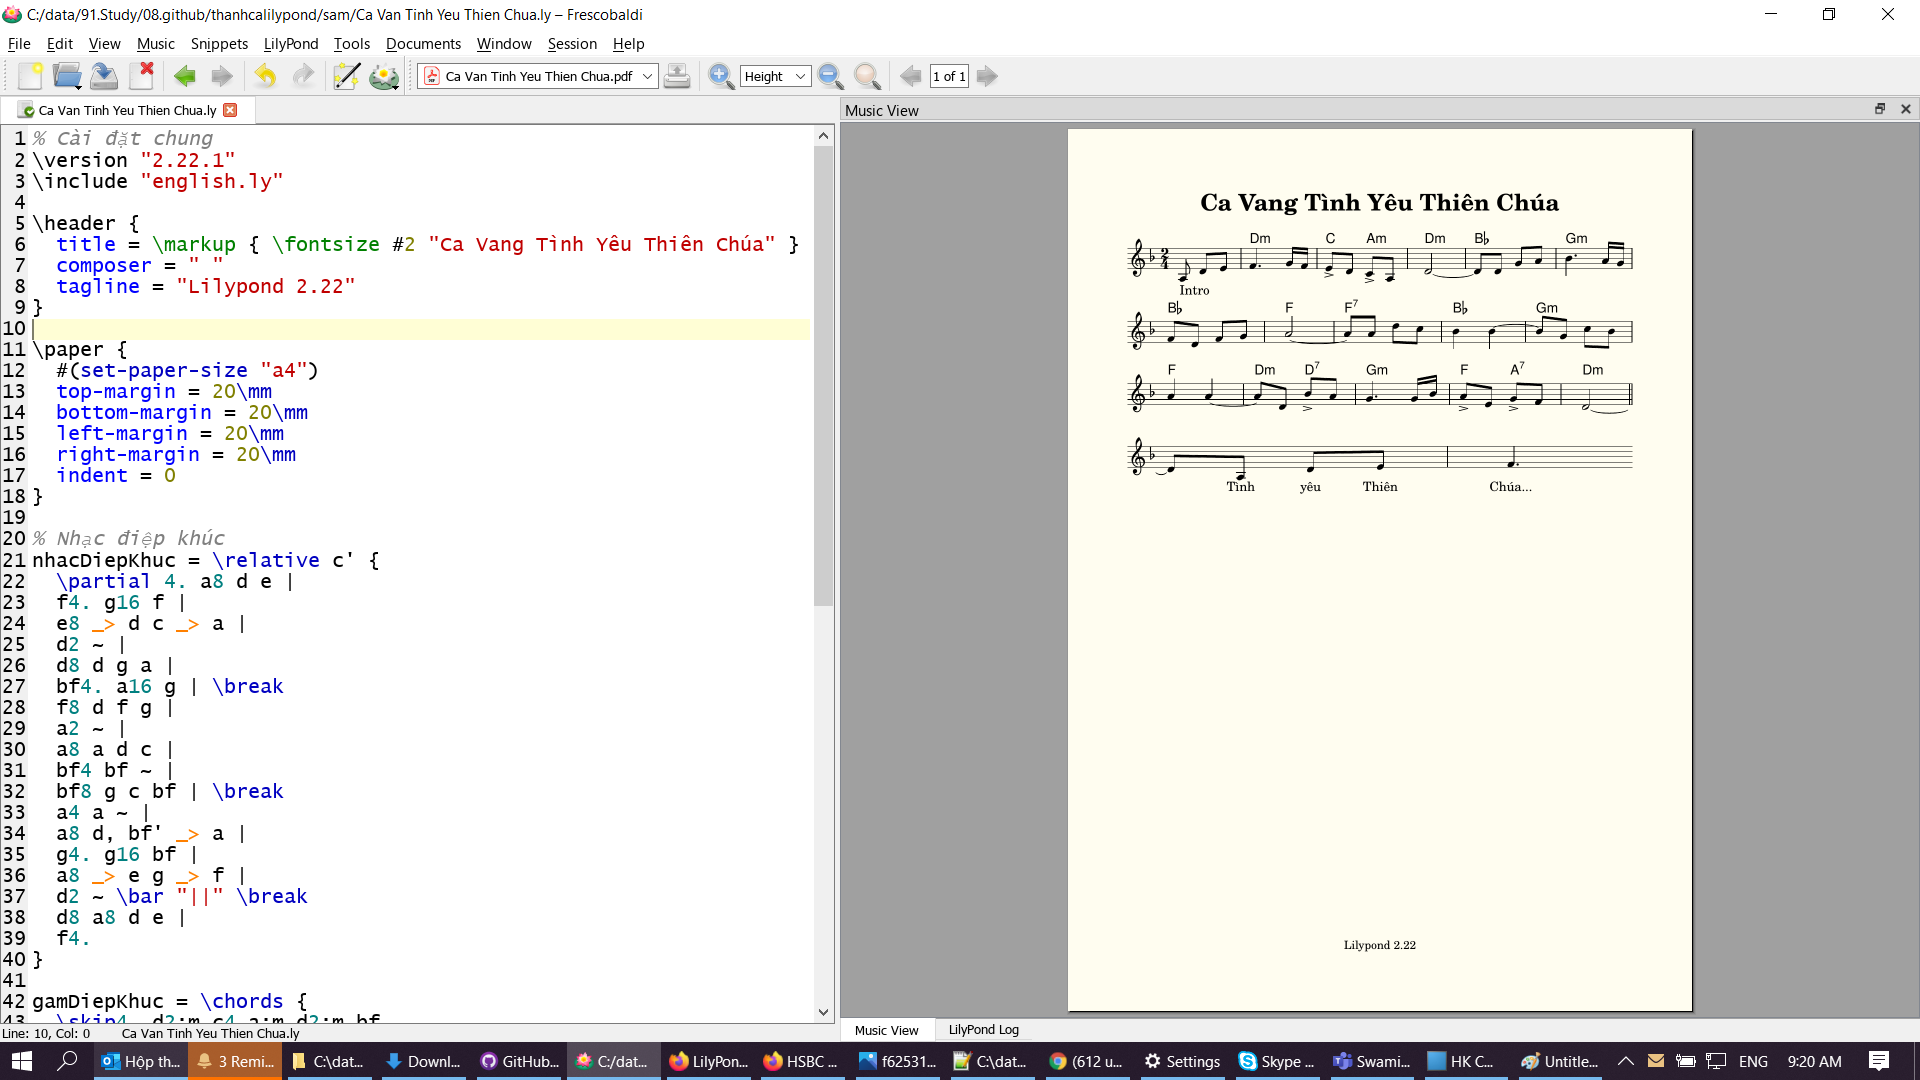 C:/data/91.Study/08.github/thanhcalilypond/sam/Ca Van Tinh Yeu Thien Chua.ly – Frescobaldi
File Edit View Music Snippets LilyPond Tools Documents Window Session Help
Ca Van Tinh Yeu Thien Chua.pdf Height 1 of 1
Ca Van Tinh Yeu Thien Chua.ly
Music View
1 % Cài đặt chung
2 \version "2.22.1"
3 \include "english.ly"
4
5 \header {
6 title = \markup { \fontsize #2 "Ca Vang Tình Yêu Thiên Chúa" }
7 composer = " "
8 tagline = "Lilypond 2.22"
9 }
10
11 \paper {
12 #(set-paper-size "a4")
13 top-margin = 20\mm
14 bottom-margin = 20\mm
15 left-margin = 20\mm
16 right-margin = 20\mm
17 indent = 0
18 }
19
20 % Nhạc điệp khúc
21 nhacDiepKhuc = \relative c' {
22 \partial 4. a8 d e |
23 f4. g16 f |
24 e8 _> d c _> a |
25 d2 ~ |
26 d8 d g a |
27 bf4. a16 g | \break
28 f8 d f g |
29 a2 ~ |
30 a8 a d c |
31 bf4 bf ~ |
32 bf8 g c bf | \break
33 a4 a ~ |
34 a8 d, bf' _> a |
35 g4. g16 bf |
36 a8 _> e g _> f |
37 d2 ~ \bar "||" \break
38 d8 a8 d e |
39 f4.
40 }
41
42 gamDiepKhuc = \chords {
43 \skip4. d2:m c4 a:m d2:m bf
Line: 10, Col: 0 Ca Van Tinh Yeu Thien Chua.ly
Ca Vang Tình Yêu Thiên Chúa
Dm C Am Dm B♭ Gm
2
4
Intro
B♭ F F7 B♭ Gm
F Dm D7 Gm F A7 Dm
Tình yêu Thiên Chúa...
Lilypond 2.22
Music View LilyPond Log
Hộp th... 3 Remi... C:\dat... Downl... GitHub... C:/dat... LilyPon... HSBC ... f62531... C:\dat... (612 u... Settings Skype ... Swami... HK C... Untitle... ENG 9:20 AM